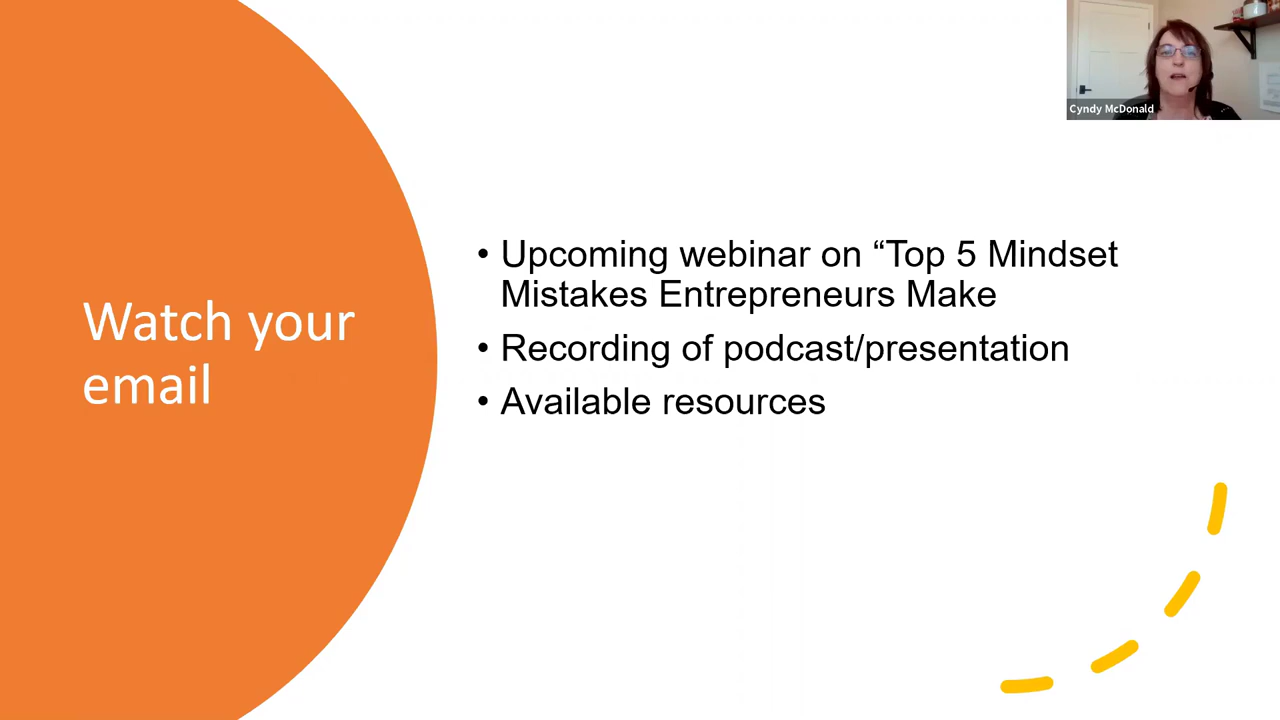 Cyndy McDonald
Watch your
email
• Upcoming webinar on “Top 5 Mindset
Mistakes Entrepreneurs Make
• Recording of podcast/presentation
• Available resources